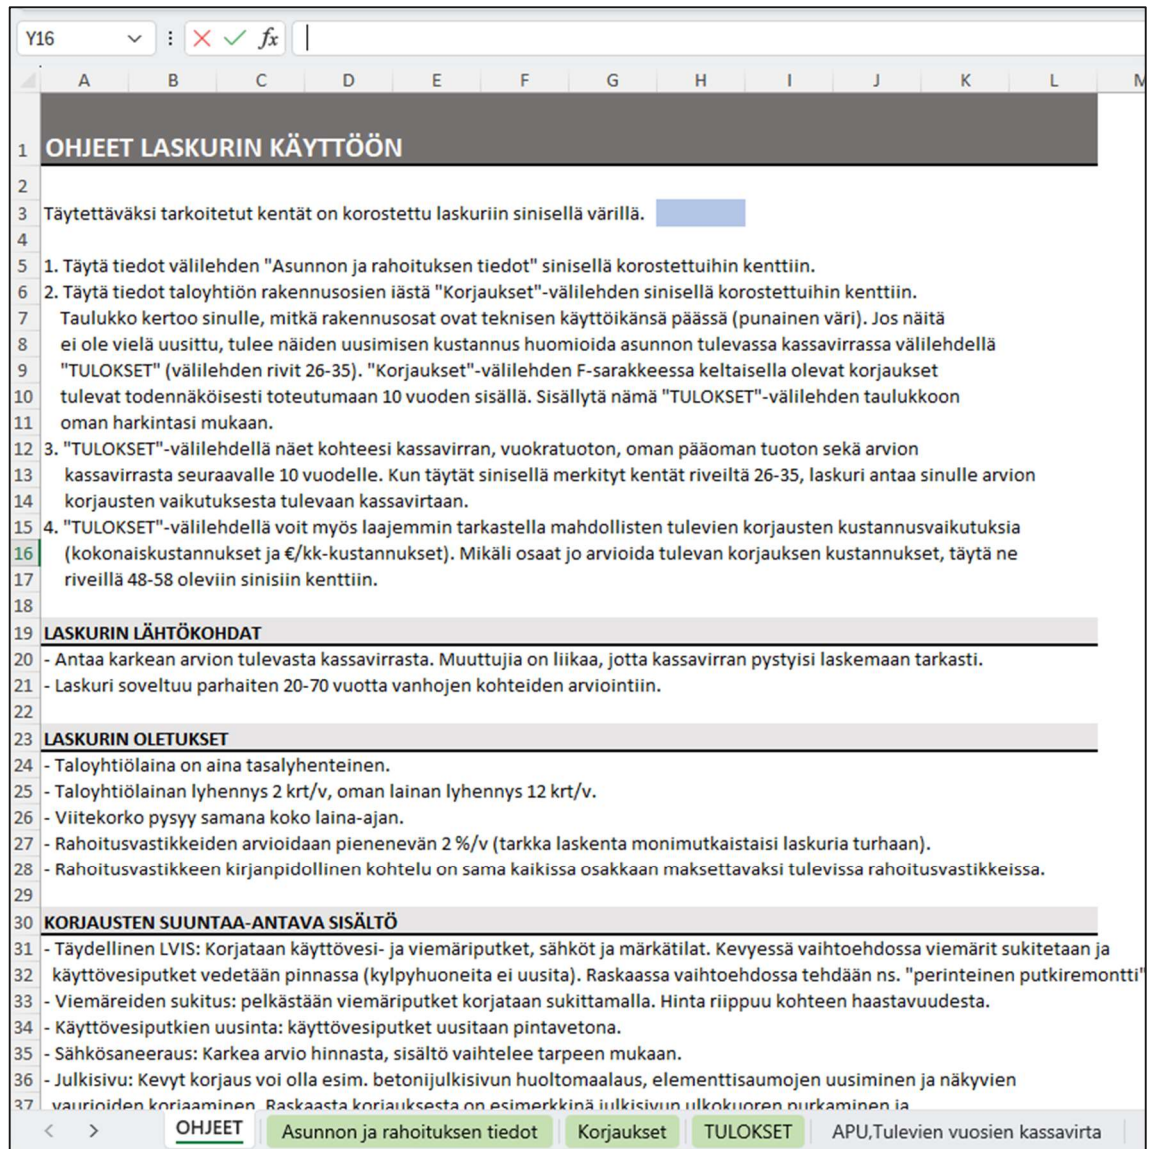 Y16 fx
A B C D E F G H I J K L M
1 OHJEET LASKURIN KÄYTTÖÖN
2
3 Täytettäväksi tarkoitetut kentät on korostettu laskuriin sinisellä värillä.
4
5 1. Täytä tiedot välilehden "Asunnon ja rahoituksen tiedot" sinisellä korostettuihin kenttiin.
6 2. Täytä tiedot taloyhtiön rakennusosien iästä "Korjaukset"-välilehden sinisellä korostettuihin kenttiin.
7 Taulukko kertoo sinulle, mitkä rakennusosat ovat teknisen käyttöikänsä päässä (punainen väri). Jos näitä
8 ei ole vielä uusittu, tulee näiden uusimisen kustannus huomioida asunnon tulevassa kassavirrassa välilehdellä
9 "TULOKSET" (välilehden rivit 26-35). "Korjaukset"-välilehden F-sarakkeessa keltaisella olevat korjaukset
10 tulevat todennäköisesti toteutumaan 10 vuoden sisällä. Sisällytä nämä "TULOKSET"-välilehden taulukkoon
11 oman harkintasi mukaan.
12 3. "TULOKSET"-välilehdellä näet kohteesi kassavirran, vuokratuoton, oman pääoman tuoton sekä arvion
13 kassavirrasta seuraavalle 10 vuodelle. Kun täytät sinisellä merkityt kentät riveiltä 26-35, laskuri antaa sinulle arvion
14 korjausten vaikutuksesta tulevaan kassavirtaan.
15 4. "TULOKSET"-välilehdellä voit myös laajemmin tarkastella mahdollisten tulevien korjausten kustannusvaikutuksia
16 (kokonaiskustannukset ja €/kk-kustannukset). Mikäli osaat jo arvioida tulevan korjauksen kustannukset, täytä ne
17 riveillä 48-58 oleviin sinisiin kenttiin.
18
19 LASKURIN LÄHTÖKOHDAT
20 - Antaa karkean arvion tulevasta kassavirrasta. Muuttujia on liikaa, jotta kassavirran pystyisi laskemaan tarkasti.
21 - Laskuri soveltuu parhaiten 20-70 vuotta vanhojen kohteiden arviointiin.
22
23 LASKURIN OLETUKSET
24 - Taloyhtiölaina on aina tasalyhenteinen.
25 - Taloyhtiölainan lyhennys 2 krt/v, oman lainan lyhennys 12 krt/v.
26 - Viitekorko pysyy samana koko laina-ajan.
27 - Rahoitusvastikkeiden arvioidaan pienenevän 2 %/v (tarkka laskenta monimutkaistaisi laskuria turhaan).
28 - Rahoitusvastikkeen kirjanpidollinen kohtelu on sama kaikissa osakkaan maksettavaksi tulevissa rahoitusvastikkeissa.
29
30 KORJAUSTEN SUUNTAA-ANTAVA SISÄLTÖ
31 - Täydellinen LVIS: Korjataan käyttövesi- ja viemäriputket, sähköt ja märkätilat. Kevyessä vaihtoehdossa viemärit sukitetaan ja
32 käyttövesiputket vedetään pinnassa (kylpyhuoneita ei uusita). Raskaassa vaihtoehdossa tehdään ns. "perinteinen putkiremontti"
33 - Viemäreiden sukitus: pelkästään viemäriputket korjataan sukittamalla. Hinta riippuu kohteen haastavuudesta.
34 - Käyttövesiputkien uusinta: käyttövesiputket uusitaan pintavetona.
35 - Sähkösaneeraus: Karkea arvio hinnasta, sisältö vaihtelee tarpeen mukaan.
36 - Julkisivu: Kevyt korjaus voi olla esim. betonijulkisivun huoltomaalaus, elementtisaumojen uusiminen ja näkyvien
37 vaurioiden korjaaminen. Raskaasta korjauksesta on esimerkkinä julkisivun ulkokuoren purkaminen ja
OHJEET Asunnon ja rahoituksen tiedot Korjaukset TULOKSET APU,Tulevien vuosien kassavirta